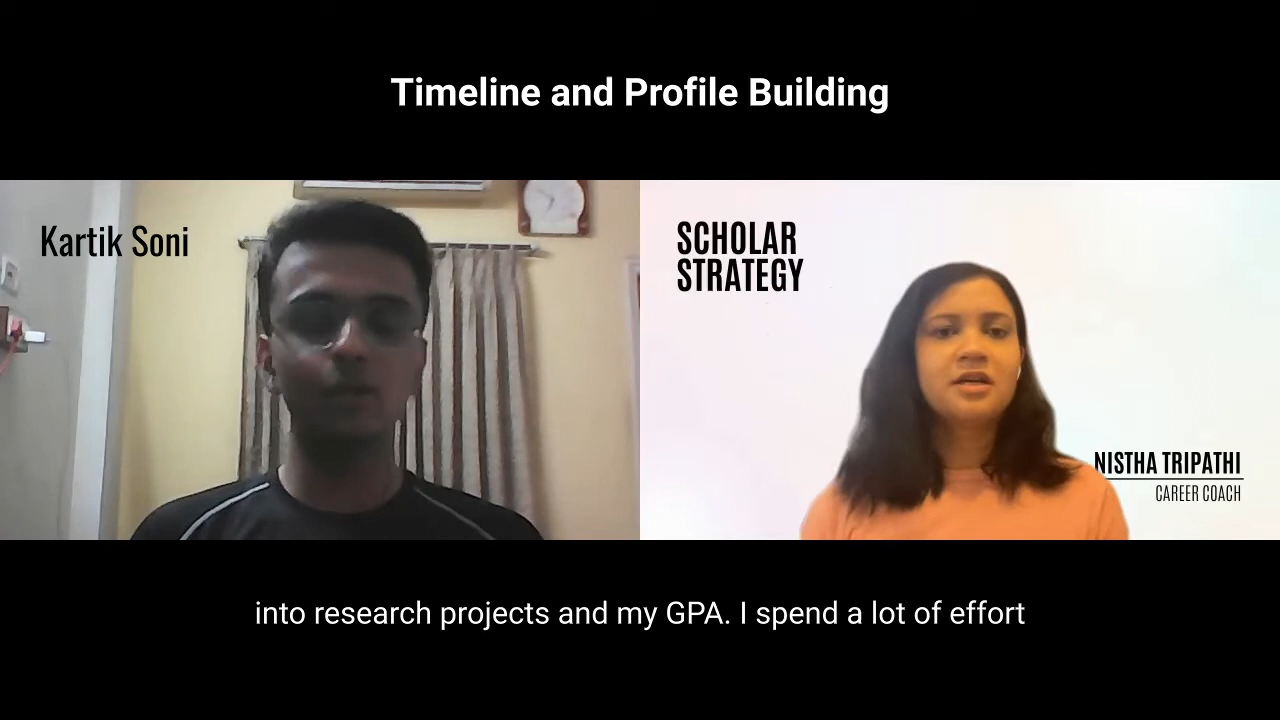 Timeline and Profile Building
Kartik Soni
SCHOLAR
STRATEGY
NISTHA TRIPATHI
CAREER COACH
into research projects and my GPA. I spend a lot of effort